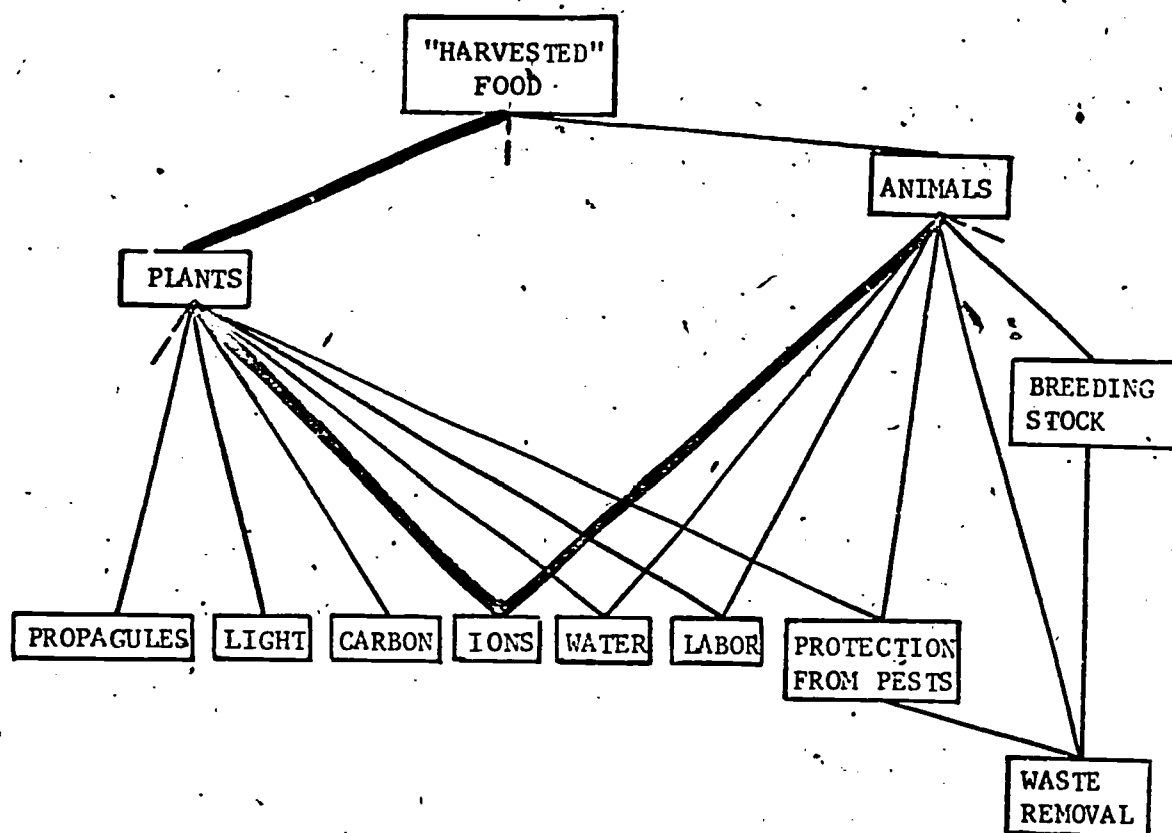 "HARVESTED"
FOOD
ANIMALS
PLANTS
BREEDING
STOCK
PROPAGULES
LIGHT
CARBON
IONS
WATER
LABOR
PROTECTION
FROM PESTS
WASTE
REMOVAL